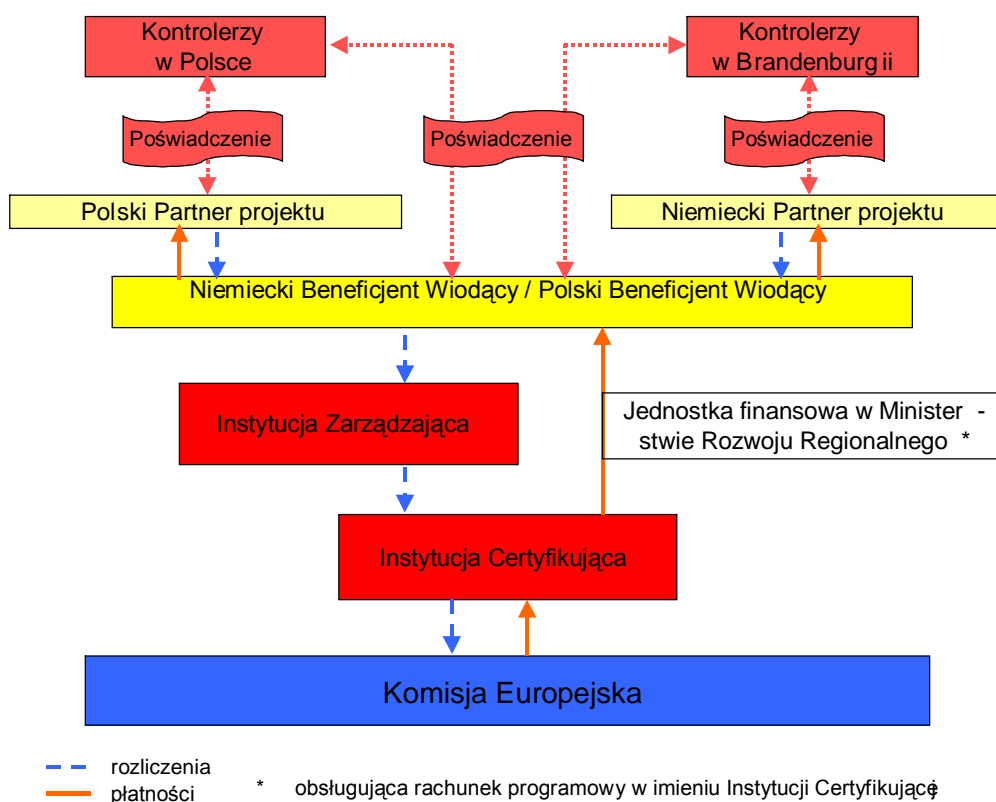 Kontrolerzy
w Polsce
Kontrolerzy
w Brandenburg ii
Poświadczenie
Poświadczenie
Poświadczenie
Polski Partner projektu
Niemiecki Partner projektu
Niemiecki Beneficjent Wiodący / Polski Beneficjent Wiodący
Instytucja Zarządzająca
Jednostka finansowa w Minister -
stwie Rozwoju Regionalnego *
Instytucja Certyfikująca
Komisja Europejska
rozliczenia
płatności
* obsługująca rachunek programowy w imieniu Instytucji Certyfikującej